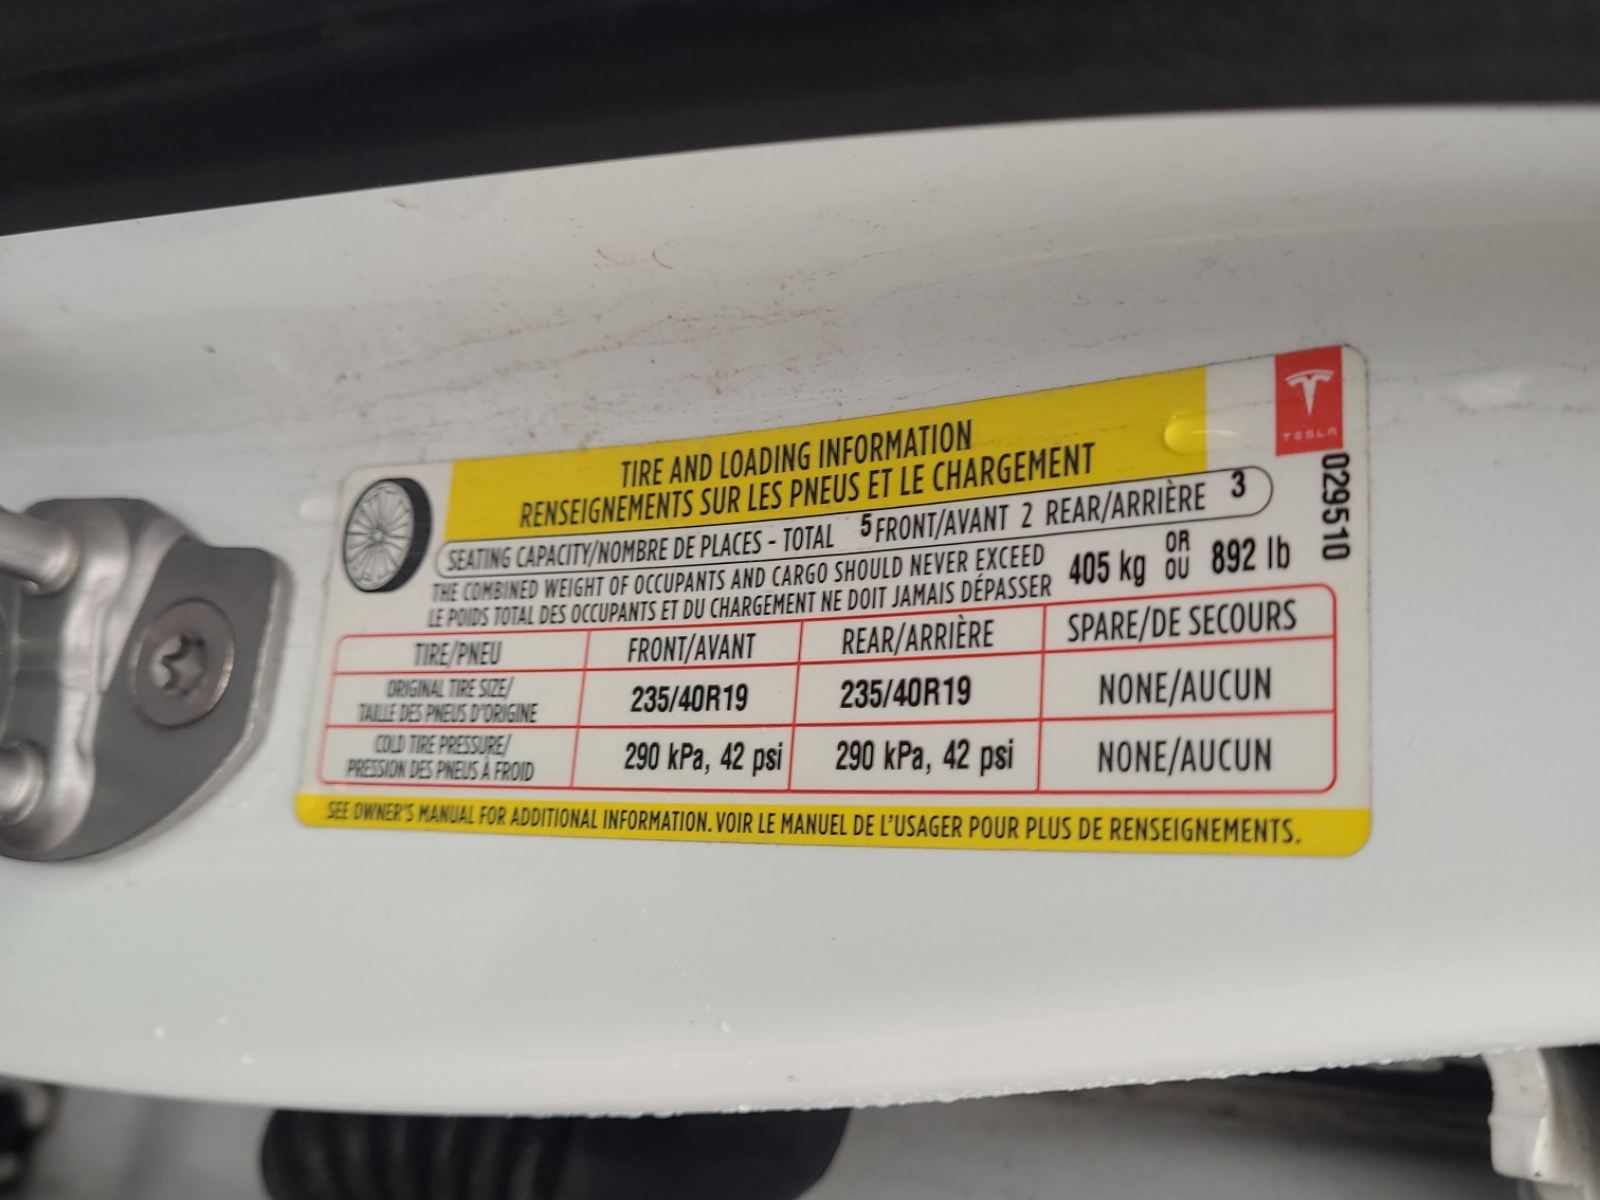 TESLA
029510
TIRE AND LOADING INFORMATION
RENSEIGNEMENTS SUR LES PNEUS ET LE CHARGEMENT
SEATING CAPACITY/NOMBRE DE PLACES - TOTAL 5 FRONT/AVANT 2 REAR/ARRIÈRE 3
THE COMBINED WEIGHT OF OCCUPANTS AND CARGO SHOULD NEVER EXCEED
LE POIDS TOTAL DES OCCUPANTS ET DU CHARGEMENT NE DOIT JAMAIS DÉPASSER
405 kg OR OU 892 lb
TIRE/PNEU FRONT/AVANT REAR/ARRIÈRE SPARE/DE SECOURS
ORIGINAL TIRE SIZE/
TAILLE DES PNEUS D'ORIGINE
235/40R19 235/40R19 NONE/AUCUN
COLD TIRE PRESSURE/
PRESSION DES PNEUS À FROID
290 kPa, 42 psi 290 kPa, 42 psi NONE/AUCUN
SEE OWNER'S MANUAL FOR ADDITIONAL INFORMATION. VOIR LE MANUEL DE L'USAGER POUR PLUS DE RENSEIGNEMENTS.